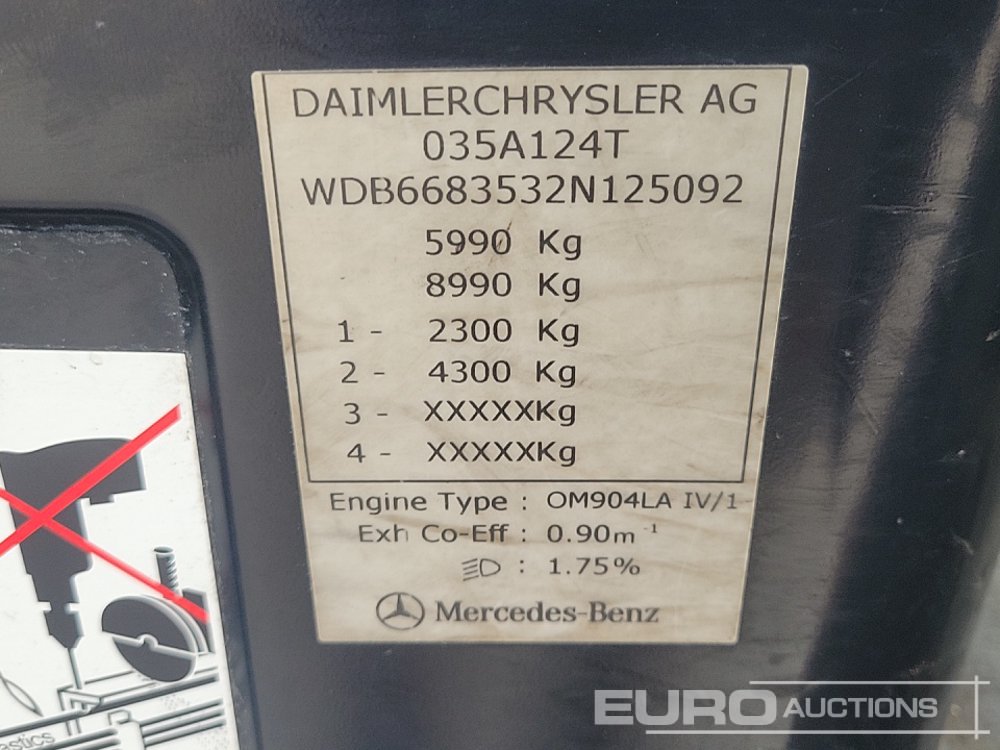 DAIMLERCHRYSLER AG
035A124T
WDB6683532N125092
5990 Kg
8990 Kg
1 - 2300 Kg
2 - 4300 Kg
3 - XXXXXKg
4 - XXXXXKg
Engine Type : OM904LA IV/1
Exh Co-Eff : 0.90m -1
: 1.75%
Mercedes-Benz
EURO AUCTIONS